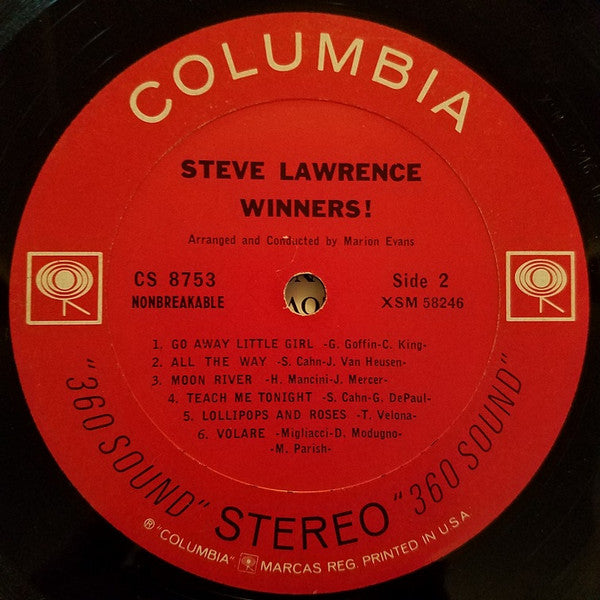 COLUMBIA
STEVE LAWRENCE
WINNERS!
Arranged and Conducted by Marion Evans
CS 8753
NONBREAKABLE
Side 2
XSM 58246
1. GO AWAY LITTLE GIRL -G. Goffin-C. King-
2. ALL THE WAY -S. Cahn-J. Van Heusen-
3. MOON RIVER -H. Mancini-J. Mercer-
4. TEACH ME TONIGHT -S. Cahn-G. DePaul-
5. LOLLIPOPS AND ROSES -T. Velona-
6. VOLARE -Migliacci-D. Modugno-
-M. Parish-
"360 SOUND" STEREO "360 SOUND"
® "COLUMBIA" MARCAS REG. PRINTED IN U.S.A.